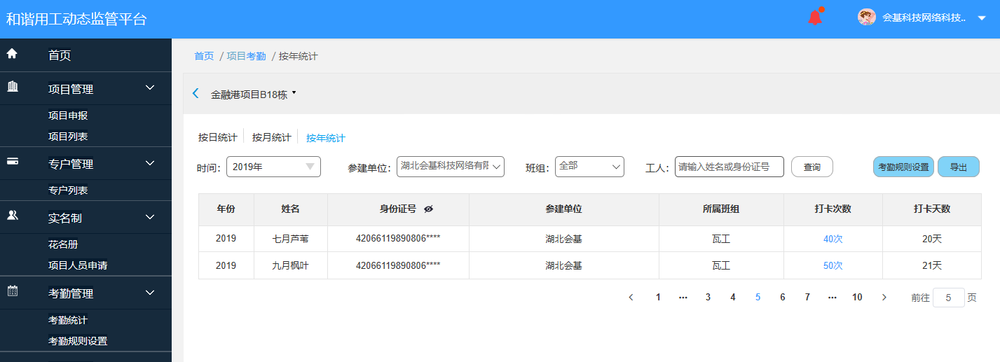 和谐用工动态监管平台
会基科技网络科技..
首页
项目管理
项目申报
项目列表
专户管理
专户列表
实名制
花名册
项目人员申请
考勤管理
考勤统计
考勤规则设置
首页 / 项目考勤 / 按年统计
金融港项目B18栋
按日统计 按月统计 按年统计
时间: 2019年 参建单位: 湖北会基科技网络有限 班组: 全部 工人: 请输入姓名或身份证号 查询 考勤规则设置 导出
年份 姓名 身份证号 参建单位 所属班组 打卡次数 打卡天数
2019 七月芦苇 42066119890806**** 湖北会基 瓦工 40次 20天
2019 九月枫叶 42066119890806**** 湖北会基 瓦工 50次 21天
1 ··· 3 4 5 6 7 ··· 10 前往 5 页